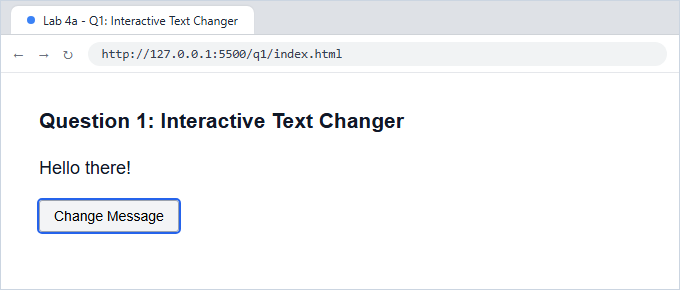 Lab 4a - Q1: Interactive Text Changer
http://127.0.0.1:5500/q1/index.html
Question 1: Interactive Text Changer
Hello there!
Change Message